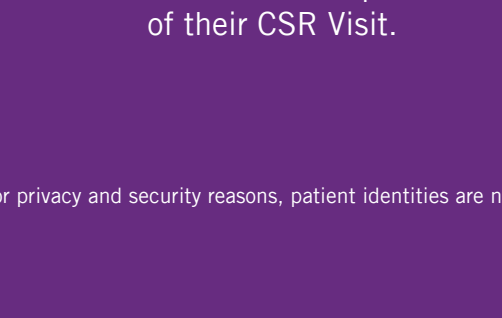 of their CSR Visit.
or privacy and security reasons, patient identities are n